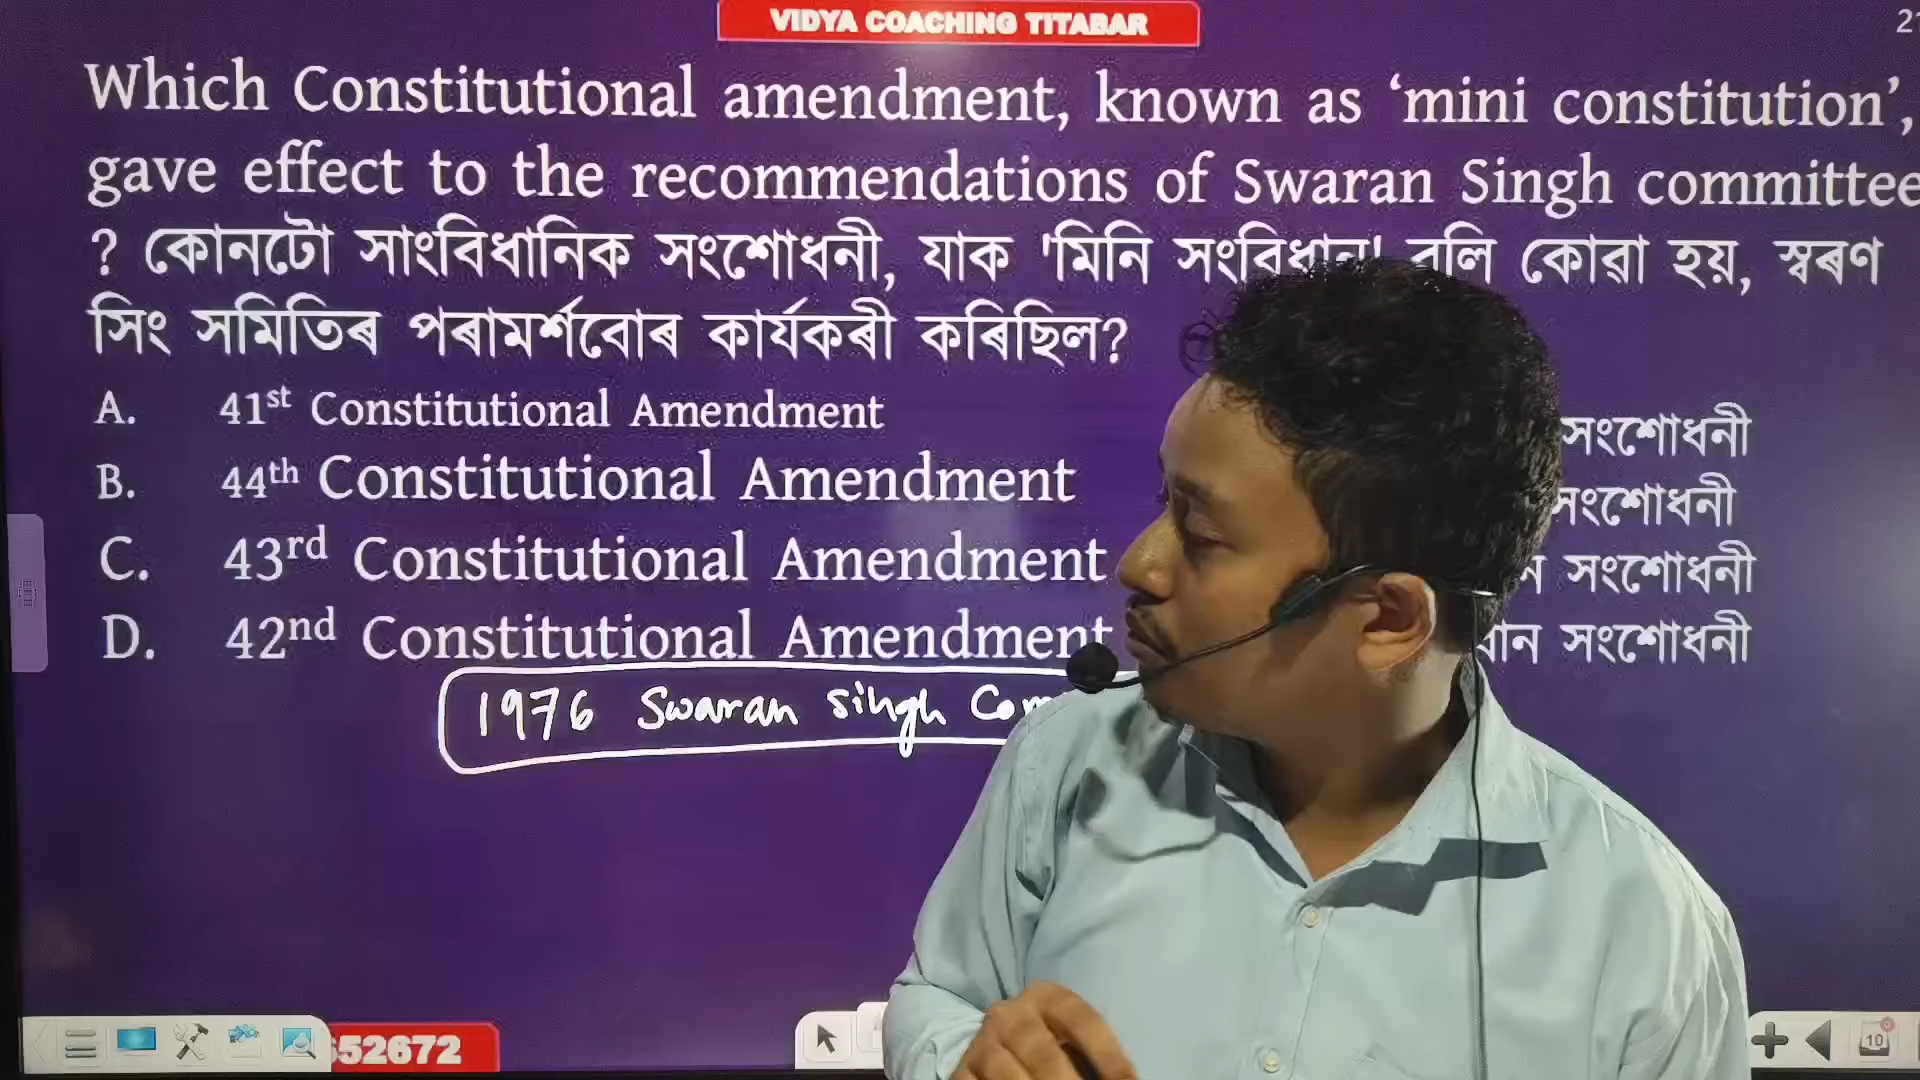 VIDYA COACHING TITABAR
Which Constitutional amendment, known as ‘mini constitution’,
gave effect to the recommendations of Swaran Singh committee
? কোনটো সাংবিধানিক সংশোধনী, যাক 'মিনি সংবিধান' বুলি কোৱা হয়, স্বৰণ
সিং সমিতিৰ পৰামৰ্শবোৰ কাৰ্যকৰী কৰিছিল?
A. 41st Constitutional Amendment সংশোধনী
B. 44th Constitutional Amendment সংশোধনী
C. 43rd Constitutional Amendment সংশোধনী
D. 42nd Constitutional Amendment সংশোধনী
1976 Swaran Singh
652672
10